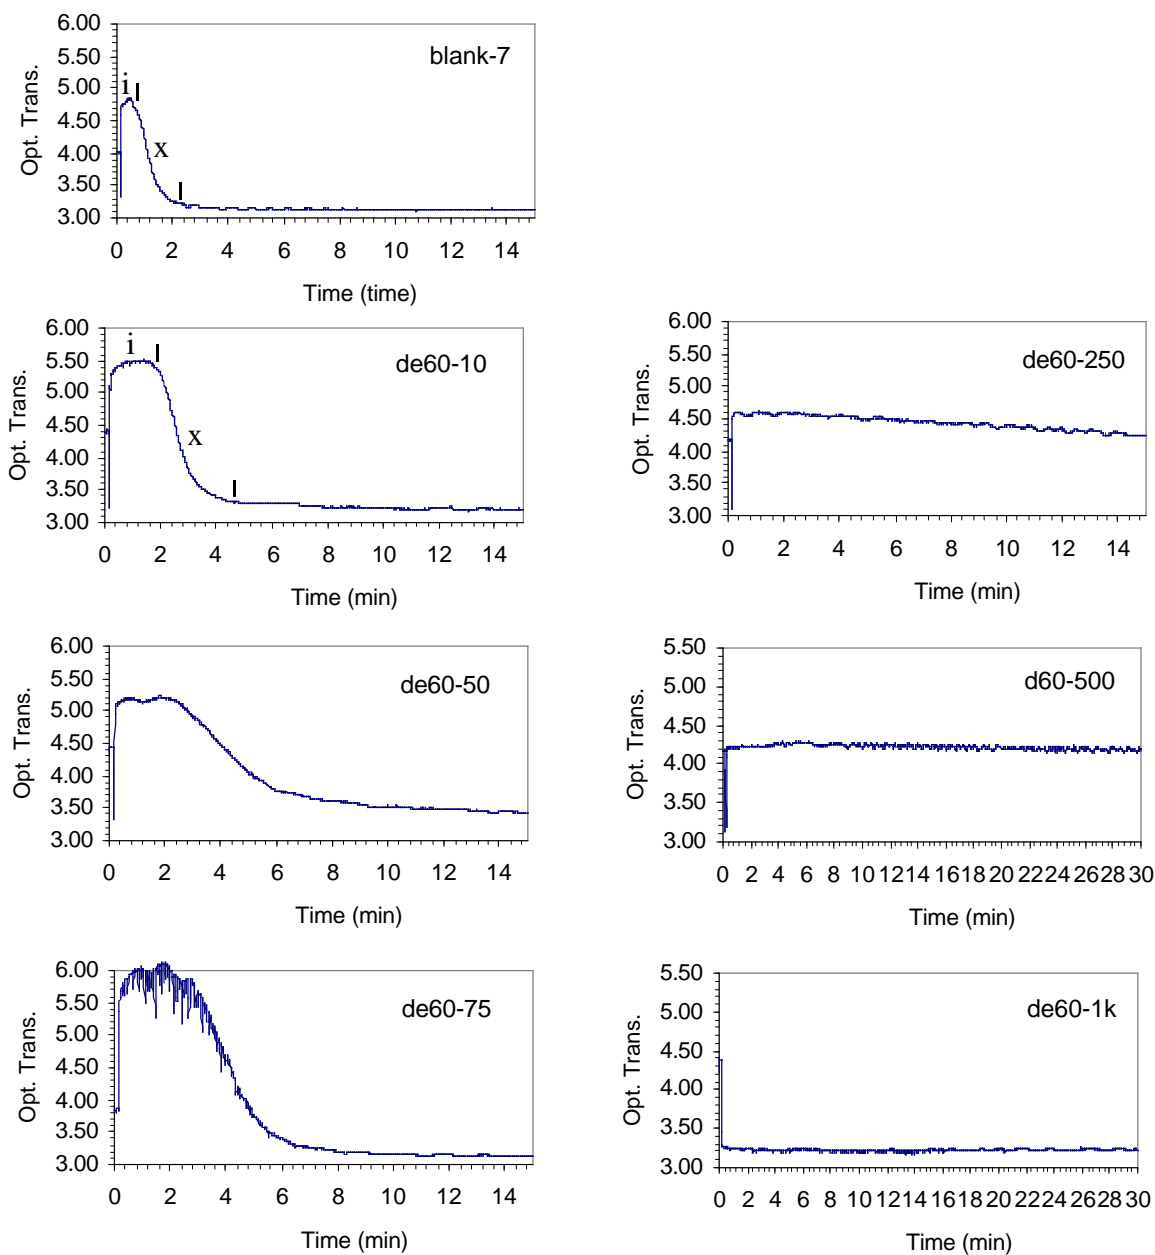 6.00
blank-7
5.50
5.00
i
4.50
Opt. Trans.
x
4.00
3.50
3.00
0 2 4 6 8 10 12 14
Time (time)
6.00
i
de60-10
5.50
5.00
4.50
Opt. Trans.
x
4.00
3.50
3.00
0 2 4 6 8 10 12 14
Time (min)
6.00
de60-250
5.50
5.00
4.50
Opt. Trans.
4.00
3.50
3.00
0 2 4 6 8 10 12 14
Time (min)
6.00
de60-50
5.50
5.00
4.50
Opt. Trans.
4.00
3.50
3.00
0 2 4 6 8 10 12 14
Time (min)
5.50
d60-500
5.00
4.50
Opt. Trans.
4.00
3.50
3.00
0 2 4 6 8 10 12 14 16 18 20 22 24 26 28 30
Time (min)
6.00
de60-75
5.50
5.00
4.50
Opt. Trans.
4.00
3.50
3.00
0 2 4 6 8 10 12 14
Time (min)
5.50
de60-1k
5.00
4.50
Opt. Trans.
4.00
3.50
3.00
0 2 4 6 8 10 12 14 16 18 20 22 24 26 28 30
Time (min)